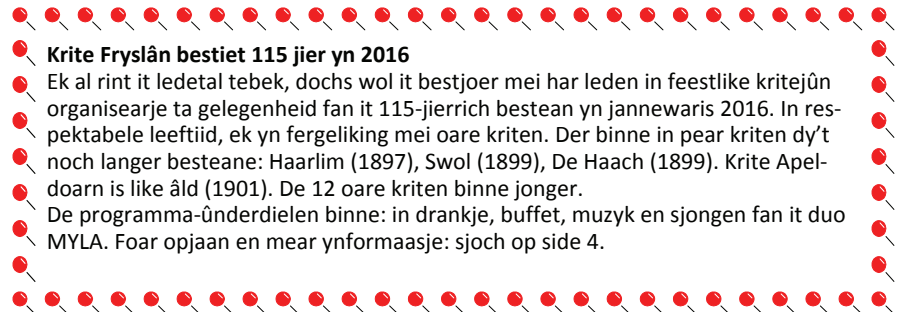 Krite Fryslân bestiet 115 jier yn 2016
Ek al rint it ledetal tebek, dochs wol it bestjoer mei har leden in feestlike kritejûn
organisearje ta gelegenheid fan it 115-jierrich bestean yn jannewaris 2016. In res-
pektabele leeftiid, ek yn fergeliking mei oare kriten. Der binne in pear kriten dy't
noch langer besteane: Haarlim (1897), Swol (1899), De Haach (1899). Krite Apel-
doarn is like âld (1901). De 12 oare kriten binne jonger.
De programma-ûnderdielen binne: in drankje, buffet, muzyk en sjongen fan it duo
MYLA. Foar opjaan en mear ynformaasje: sjoch op side 4.